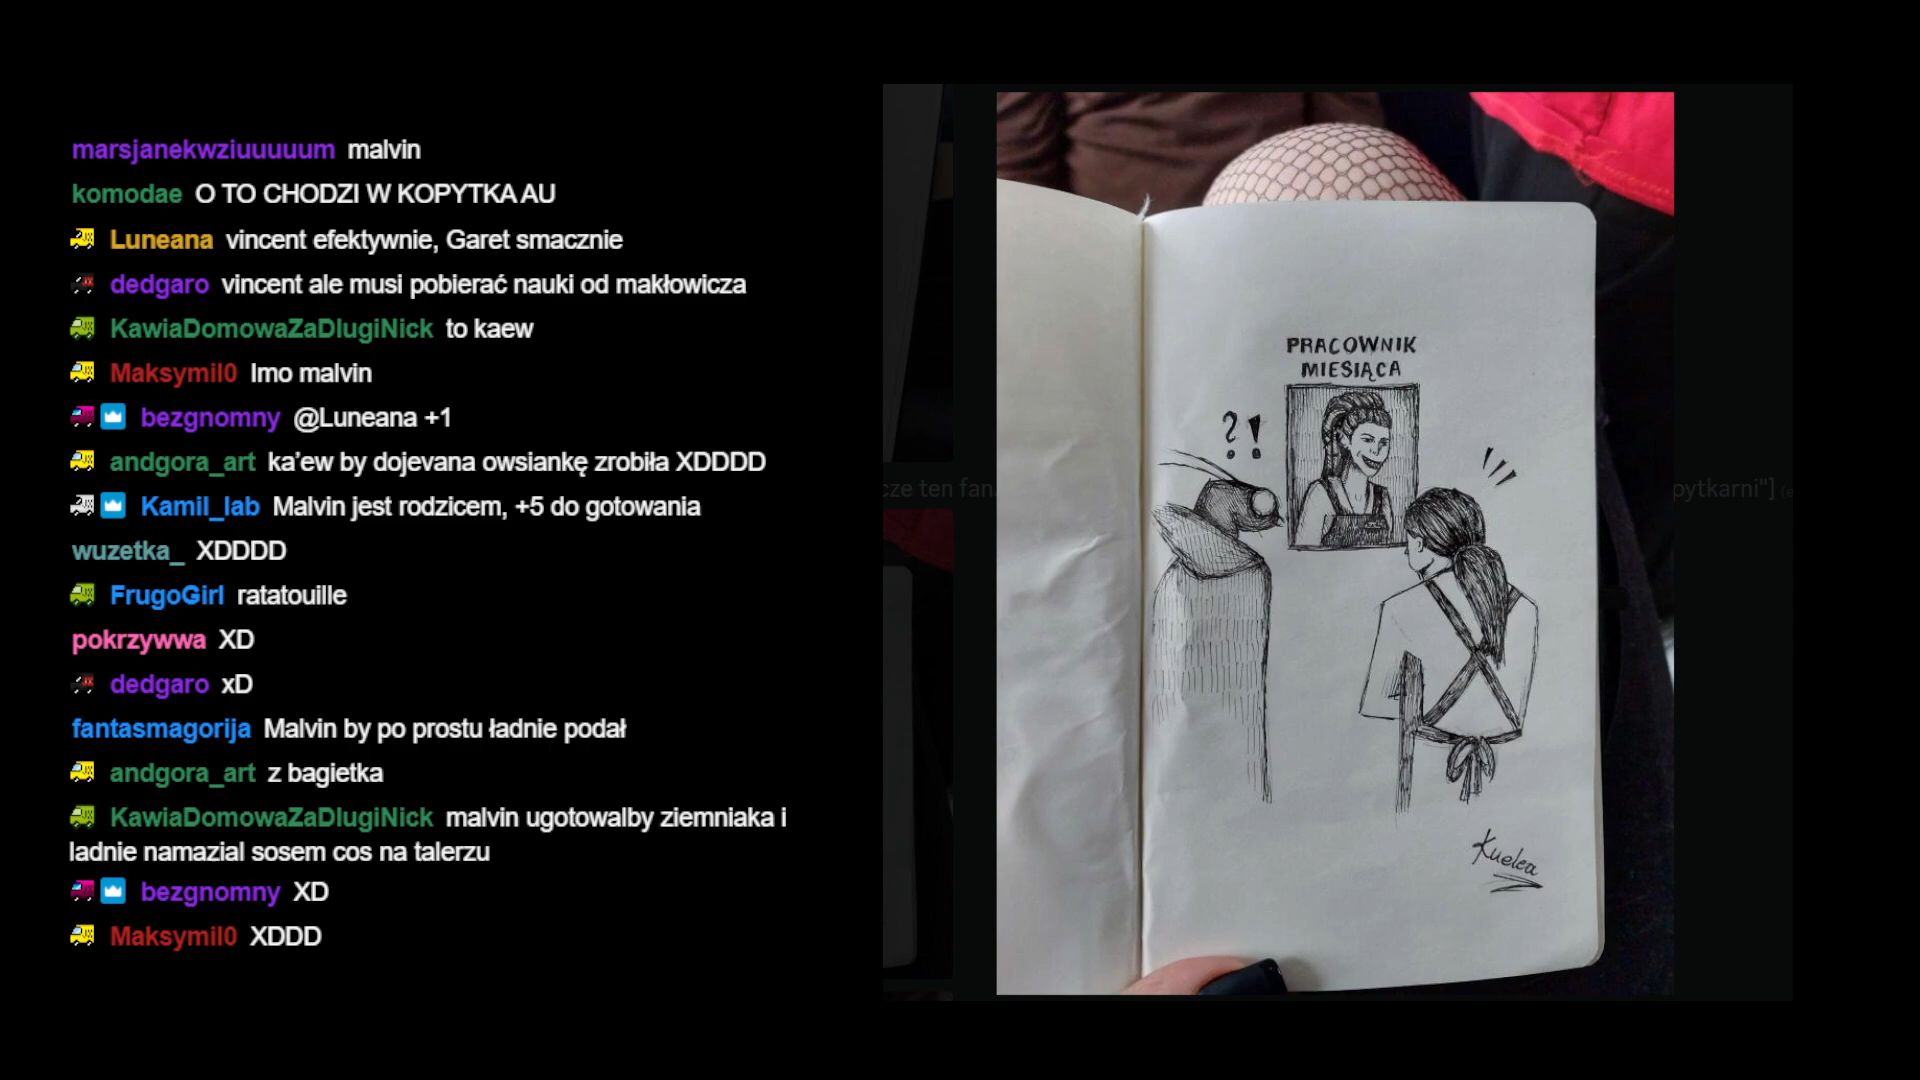 marsjanekwziuuuuum malvin
komodae O TO CHODZI W KOPYTKA AU
Luneana vincent efektywnie, Garet smacznie
dedgaro vincent ale musi pobierać nauki od makłowicza
KawiaDomowaZaDlugiNick to kaew
Maksymil0 Imo malvin
bezgnomny @Luneana +1
andgora_art ka'ew by dojevana owsiankę zrobiła XDDDD
Kamil_lab Malvin jest rodzicem, +5 do gotowania
wuzetka_ XDDDD
FrugoGirl ratatouille
pokrzywwa XD
dedgaro xD
fantasmagorija Malvin by po prostu ładnie podał
andgora_art z bagietka
KawiaDomowaZaDlugiNick malvin ugotowalby ziemniaka i
ladnie namazial sosem cos na talerzu
bezgnomny XD
Maksymil0 XDDD
PRACOWNIK
MIESIĄCA
?!
cze ten fan
pytkarni"]
Kuelea